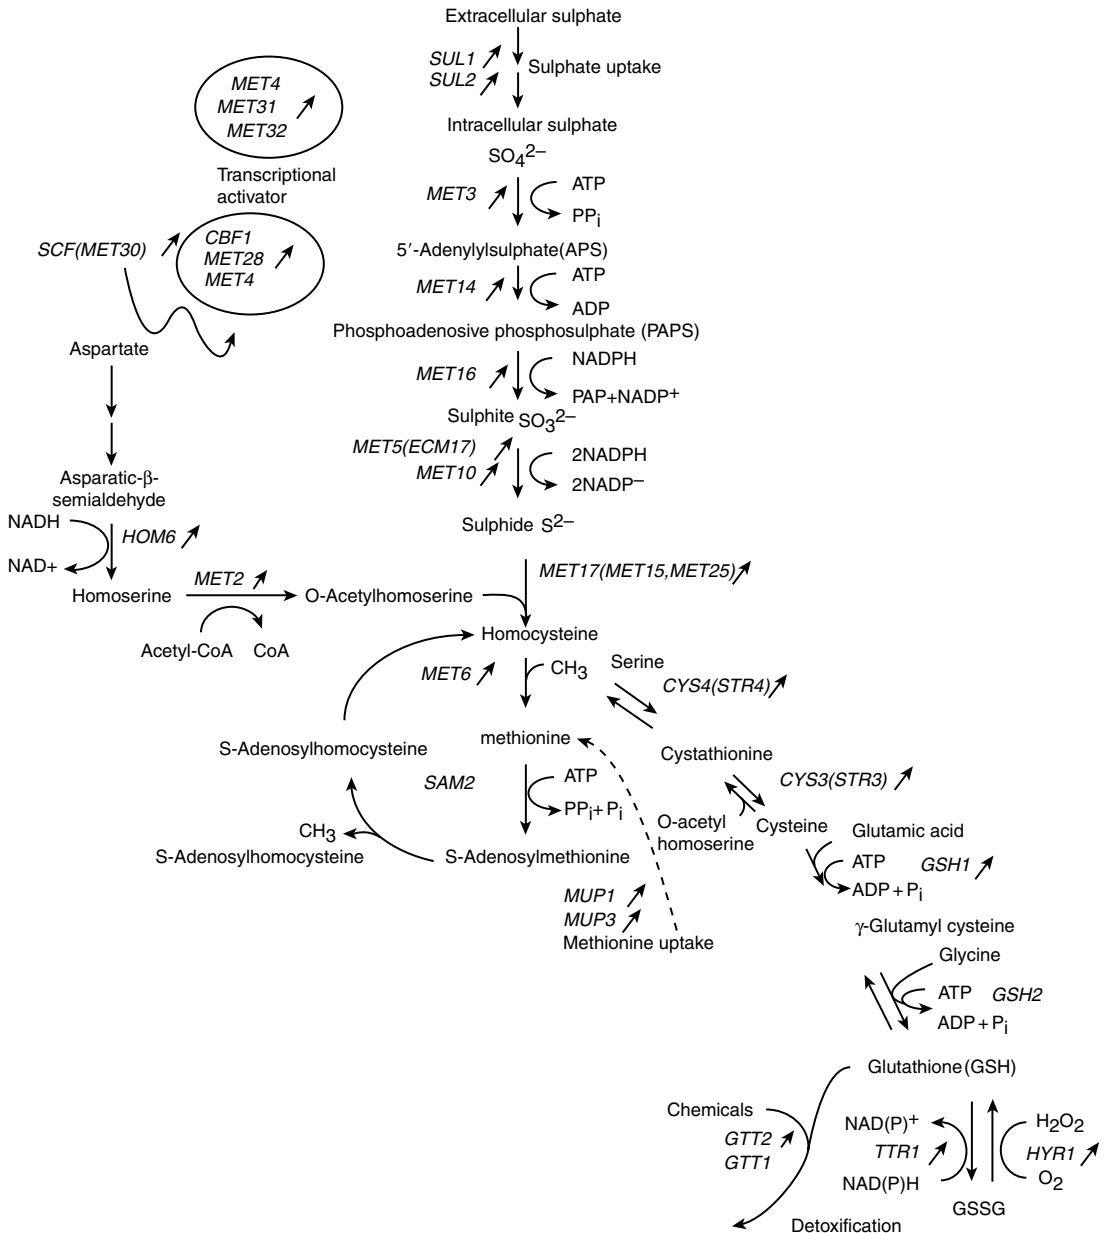 Extracellular sulphate
SUL1
SUL2
Sulphate uptake
Intracellular sulphate
SO42–
MET4
MET31
MET32
Transcriptional
activator
MET3
ATP
PPi
SCF(MET30)
CBF1
MET28
MET4
5′-Adenylylsulphate(APS)
MET14
ATP
ADP
Phosphoadenosive phosphosulphate (PAPS)
Aspartate
MET16
NADPH
PAP+NADP+
Sulphite SO32–
MET5(ECM17)
MET10
2NADPH
2NADP–
Asparatic-β-
semialdehyde
Sulphide S2–
NADH
HOM6
NAD+
MET17(MET15,MET25)
Homoserine
MET2
O-Acetylhomoserine
Acetyl-CoA
CoA
Homocysteine
MET6
CH3
Serine
CYS4(STR4)
S-Adenosylhomocysteine
methionine
Cystathionine
SAM2
ATP
PPi+Pi
CYS3(STR3)
O-acetyl
homoserine
Cysteine
Glutamic acid
CH3
S-Adenosylhomocysteine
S-Adenosylmethionine
ATP
GSH1
ADP+Pi
MUP1
MUP3
Methionine uptake
γ-Glutamyl cysteine
Glycine
ATP
GSH2
ADP+Pi
Glutathione(GSH)
Chemicals
GTT2
GTT1
NAD(P)+
TTR1
NAD(P)H
H2O2
HYR1
O2
GSSG
Detoxification